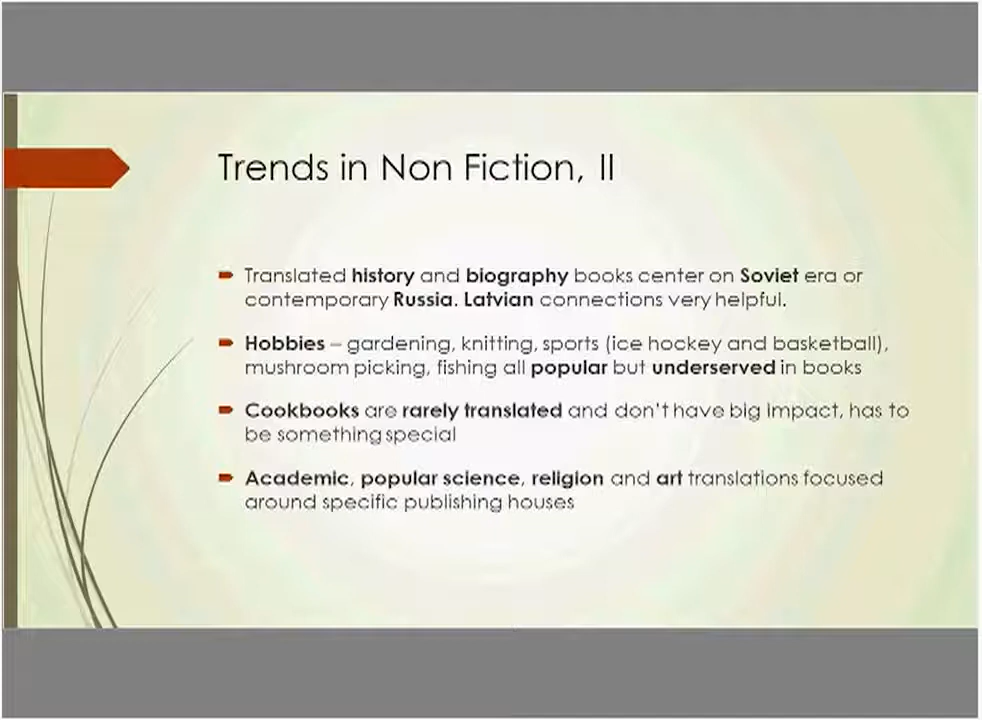 Trends in Non Fiction, II
Translated history and biography books center on Soviet era or
contemporary Russia. Latvian connections very helpful.
Hobbies – gardening, knitting, sports (ice hockey and basketball),
mushroom picking, fishing all popular but underserved in books
Cookbooks are rarely translated and don't have big impact, has to
be something special
Academic, popular science, religion and art translations focused
around specific publishing houses